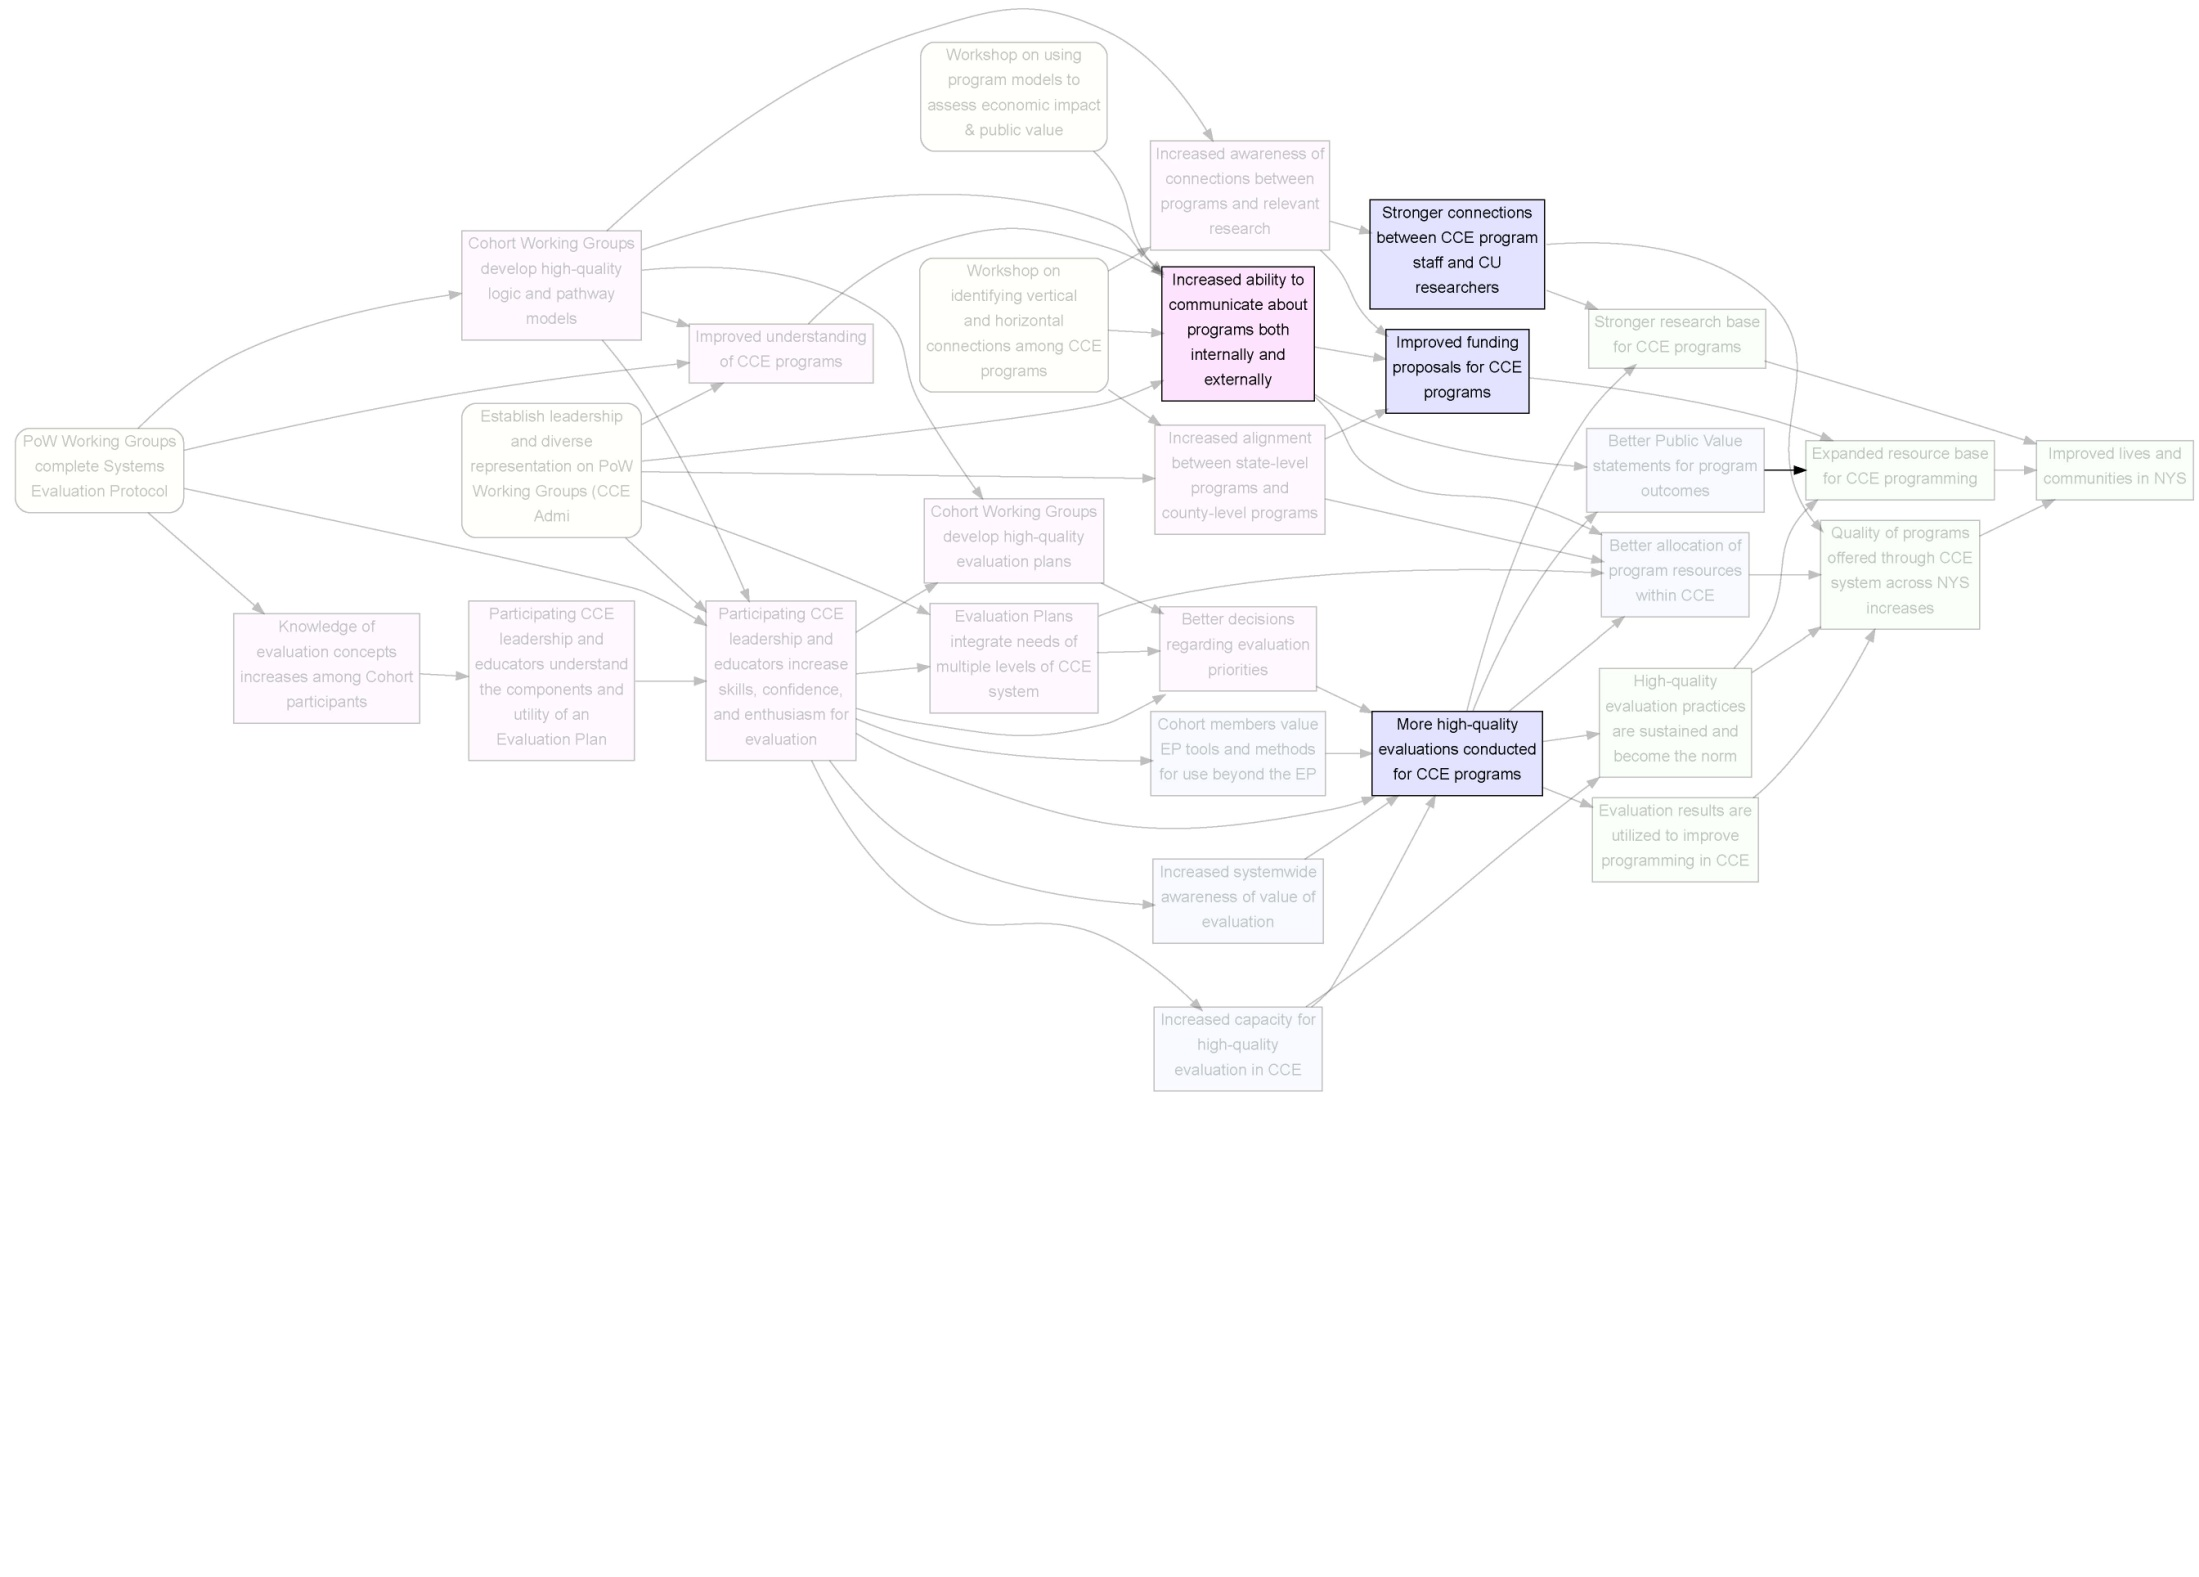 Workshop on using
program models to
assess economic impact
& public value
Increased awareness of
connections between
programs and relevant
research
Stronger connections
between CCE program
staff and CU
researchers
Cohort Working Groups
develop high-quality
logic and pathway
models
Workshop on
identifying vertical
and horizontal
connections among CCE
programs
Increased ability to
communicate about
programs both
internally and
externally
Stronger research base
for CCE programs
Improved understanding
of CCE programs
Improved funding
proposals for CCE
programs
PoW Working Groups
complete Systems
Evaluation Protocol
Establish leadership
and diverse
representation on PoW
Working Groups (CCE
Admi
Increased alignment
between state-level
programs and
county-level programs
Better Public Value
statements for program
outcomes
Expanded resource base
for CCE programming
Improved lives and
communities in NYS
Cohort Working Groups
develop high-quality
evaluation plans
Better allocation of
program resources
within CCE
Quality of programs
offered through CCE
system across NYS
increases
Knowledge of
evaluation concepts
increases among Cohort
participants
Participating CCE
leadership and
educators understand
the components and
utility of an
Evaluation Plan
Participating CCE
leadership and
educators increase
skills, confidence,
and enthusiasm for
evaluation
Evaluation Plans
integrate needs of
multiple levels of CCE
system
Better decisions
regarding evaluation
priorities
High-quality
evaluation practices
are sustained and
become the norm
Cohort members value
EP tools and methods
for use beyond the EP
More high-quality
evaluations conducted
for CCE programs
Evaluation results are
utilized to improve
programming in CCE
Increased systemwide
awareness of value of
evaluation
Increased capacity for
high-quality
evaluation in CCE